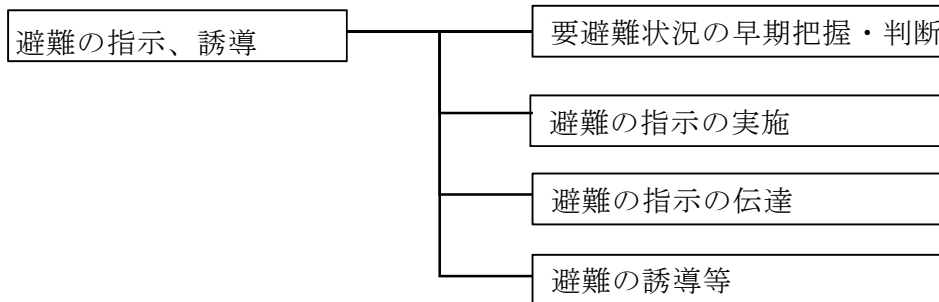 避難の指示、誘導
要避難状況の早期把握・判断
避難の指示の実施
避難の指示の伝達
避難の誘導等